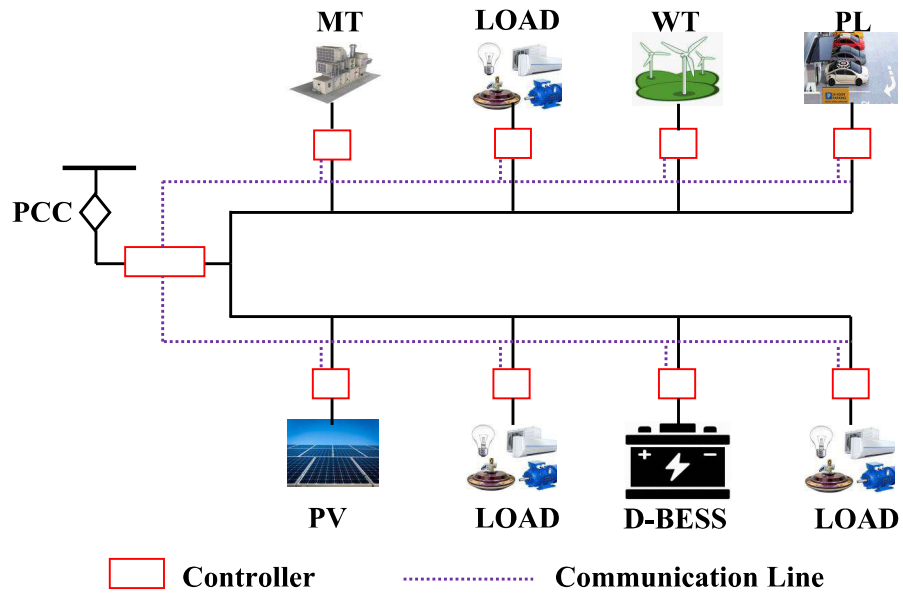 MT LOAD WT PL
PCC
PV LOAD D-BESS LOAD
Controller Communication Line